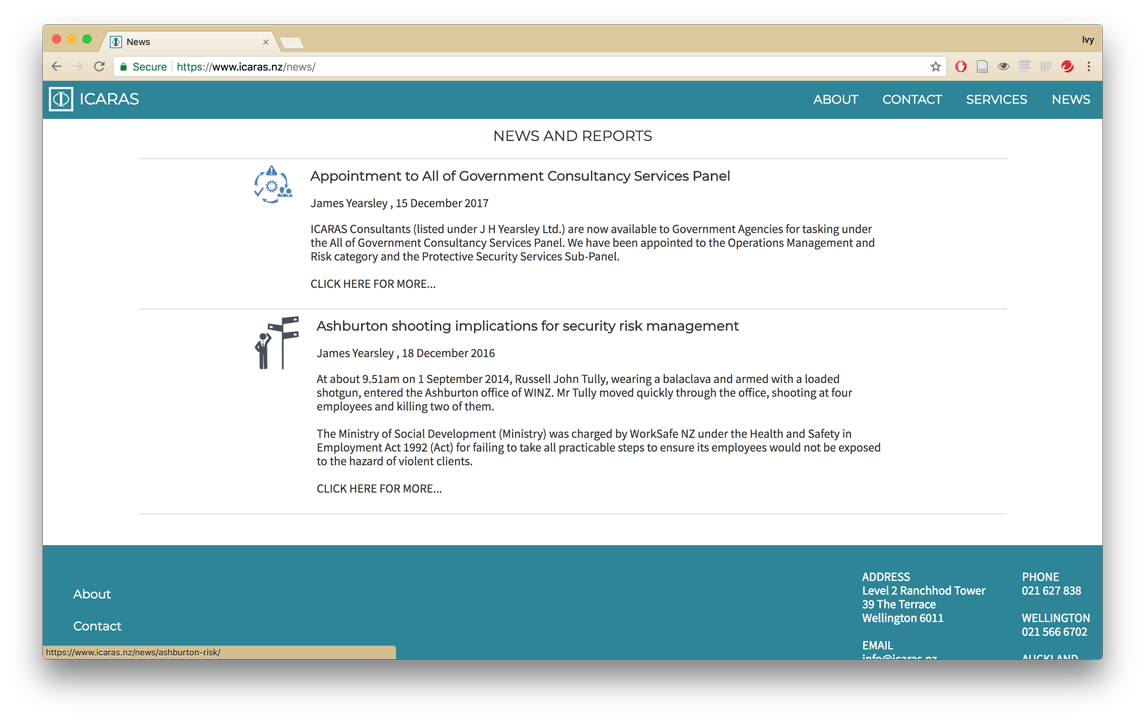 News
Ivy
Secure
https://www.icaras.nz/news/
NP
ICARAS
ABOUT
CONTACT
SERVICES
NEWS
NEWS AND REPORTS
Appointment to All of Government Consultancy Services Panel
James Yearsley , 15 December 2017
ICARAS Consultants (listed under J H Yearsley Ltd.) are now available to Government Agencies for tasking under
the All of Government Consultancy Services Panel. We have been appointed to the Operations Management and
Risk category and the Protective Security Services Sub-Panel.
CLICK HERE FOR MORE...
Ashburton shooting implications for security risk management
James Yearsley , 18 December 2016
At about 9.51am on 1 September 2014, Russell John Tully, wearing a balaclava and armed with a loaded
shotgun, entered the Ashburton office of WINZ. Mr Tully moved quickly through the office, shooting at four
employees and killing two of them.
The Ministry of Social Development (Ministry) was charged by WorkSafe NZ under the Health and Safety in
Employment Act 1992 (Act) for failing to take all practicable steps to ensure its employees would not be exposed
to the hazard of violent clients.
CLICK HERE FOR MORE...
About
Contact
ADDRESS
Level 2 Ranchhod Tower
39 The Terrace
Wellington 6011
EMAIL
info@icaras.nz
PHONE
021 627 838
WELLINGTON
021 566 6702
AUCKLAND
https://www.icaras.nz/news/ashburton-risk/